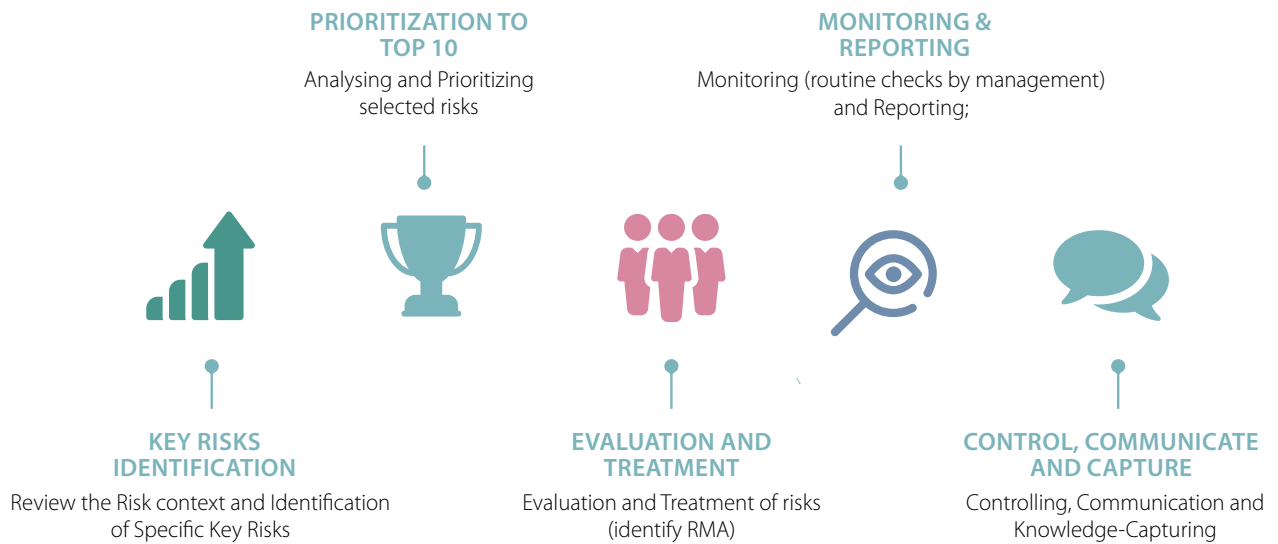 PRIORITIZATION TO
TOP 10
Analysing and Prioritizing
selected risks
MONITORING &
REPORTING
Monitoring (routine checks by management)
and Reporting;
KEY RISKS
IDENTIFICATION
Review the Risk context and Identification
of Specific Key Risks
EVALUATION AND
TREATMENT
Evaluation and Treatment of risks
(identify RMA)
CONTROL, COMMUNICATE
AND CAPTURE
Controlling, Communication and
Knowledge-Capturing